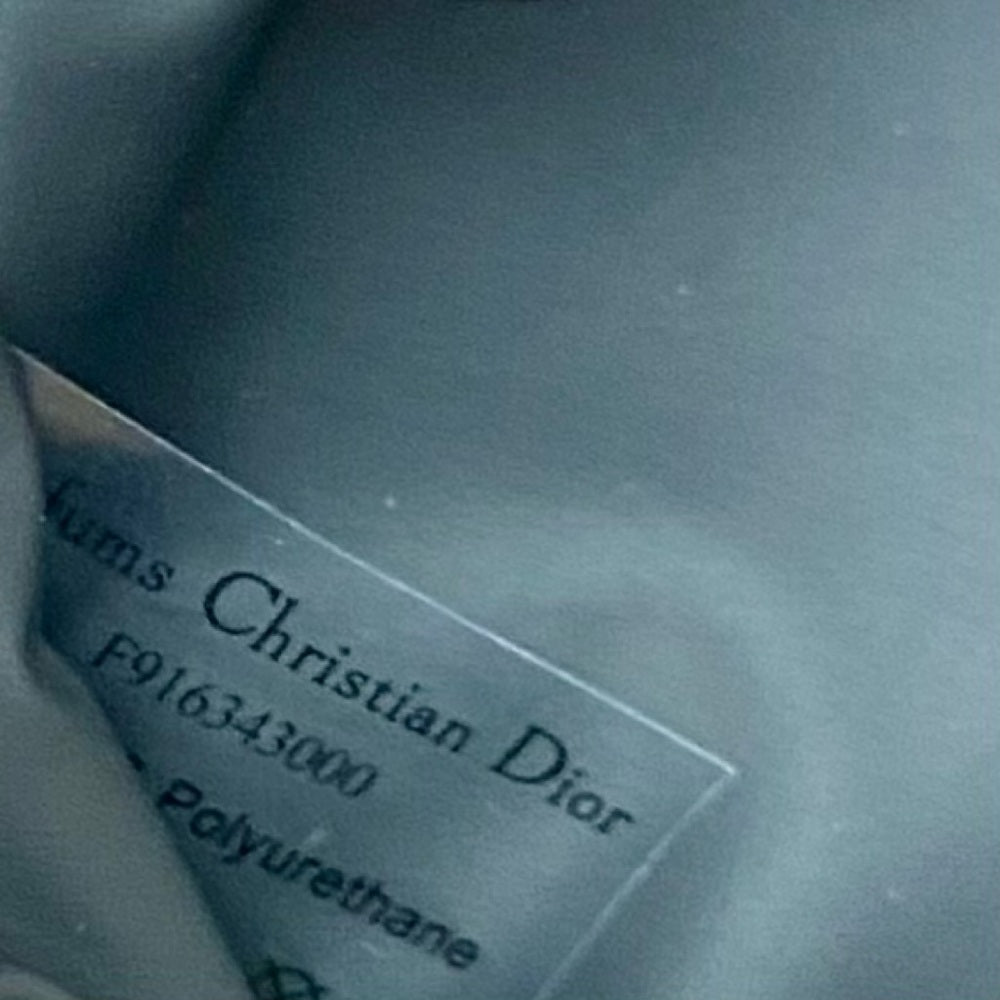 fums Christian Dior
F916343000
Polyurethane